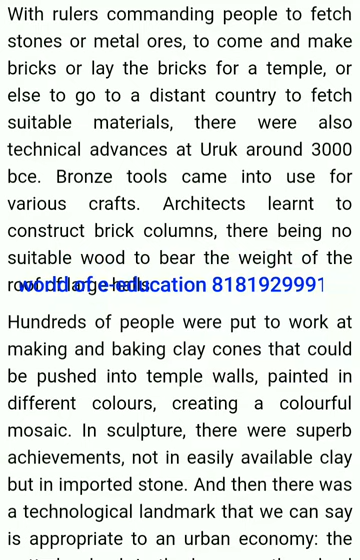 With rulers commanding people to fetch
stones or metal ores, to come and make
bricks or lay the bricks for a temple, or
else to go to a distant country to fetch
suitable materials, there were also
technical advances at Uruk around 3000
bce. Bronze tools came into use for
various crafts. Architects learnt to
construct brick columns, there being no
suitable wood to bear the weight of the
roof of large halls.
world of e-education 8181929991
Hundreds of people were put to work at
making and baking clay cones that could
be pushed into temple walls, painted in
different colours, creating a colourful
mosaic. In sculpture, there were superb
achievements, not in easily available clay
but in imported stone. And then there was
a technological landmark that we can say
is appropriate to an urban economy: the